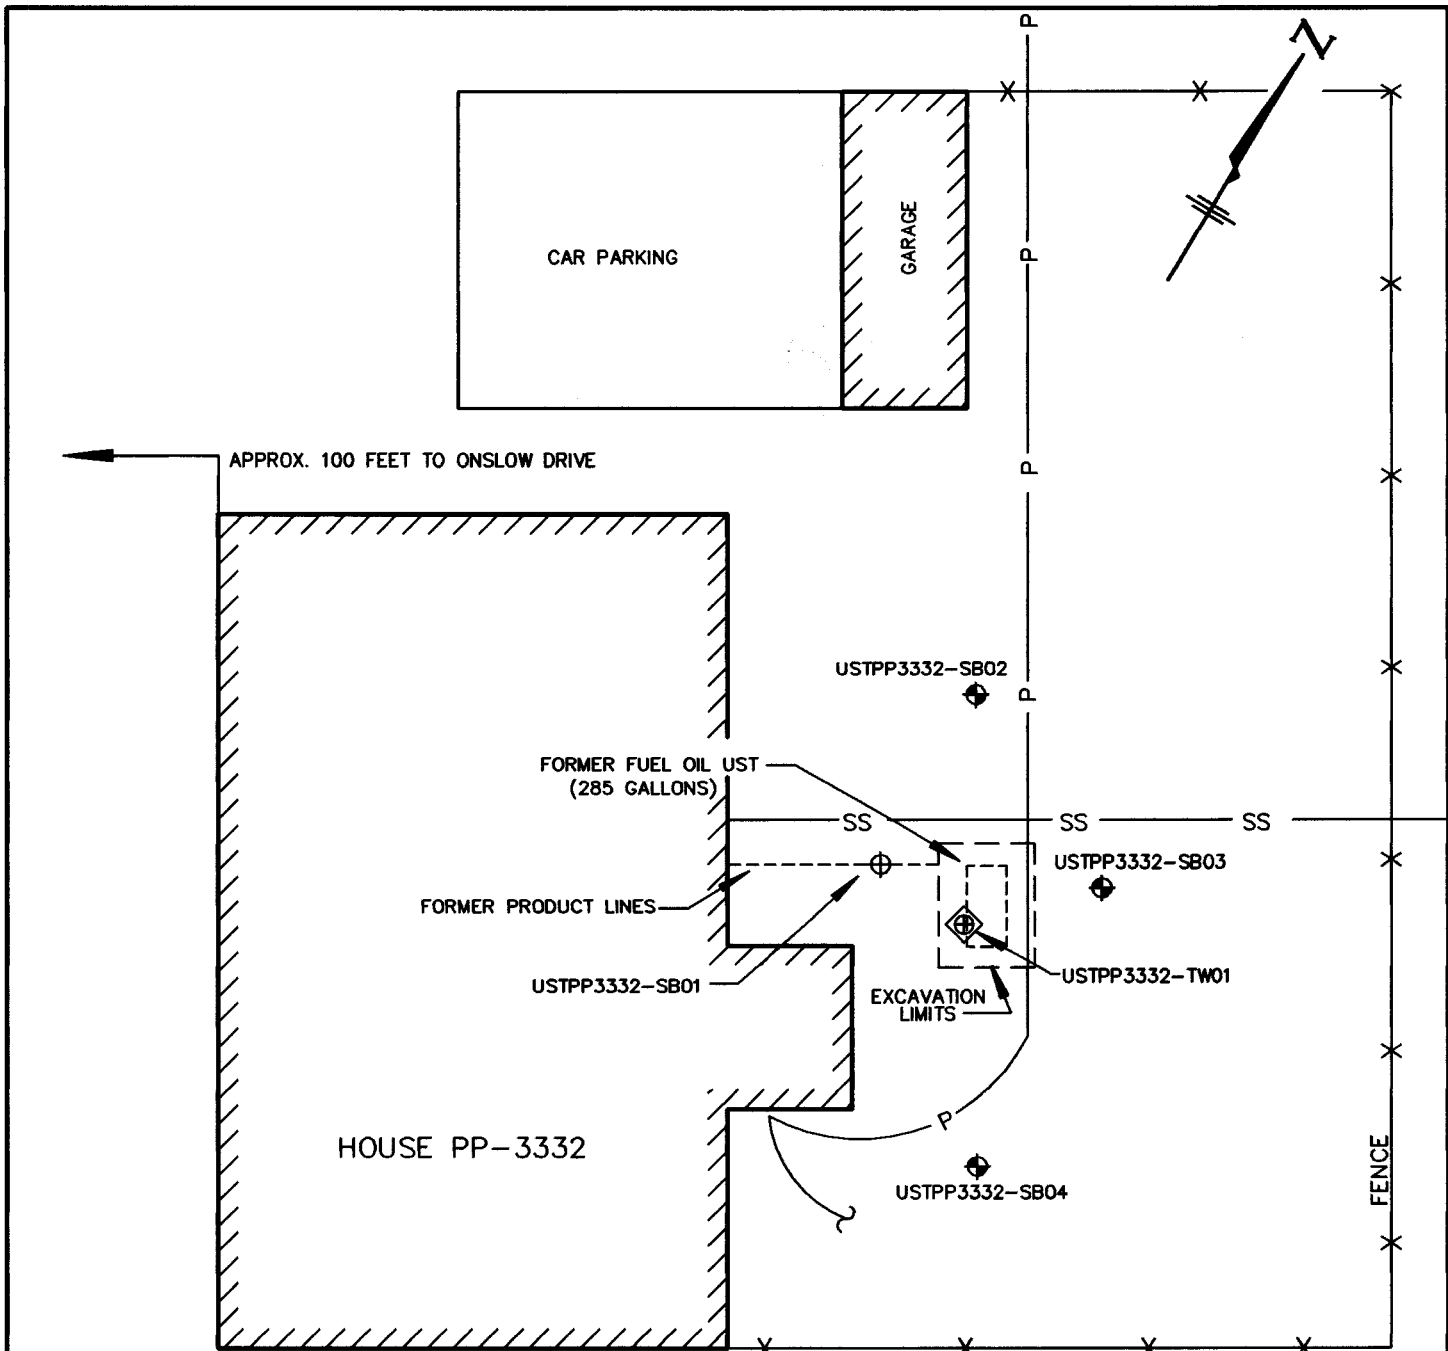 P
N
CAR PARKING
GARAGE
P
APPROX. 100 FEET TO ONSLOW DRIVE
P
USTPP3332-SB02
P
FORMER FUEL OIL UST
(285 GALLONS)
SS SS SS
USTPP3332-SB03
FORMER PRODUCT LINES
USTPP3332-SB01
USTPP3332-TW01
EXCAVATION
LIMITS
P
HOUSE PP-3332
USTPP3332-SB04
FENCE